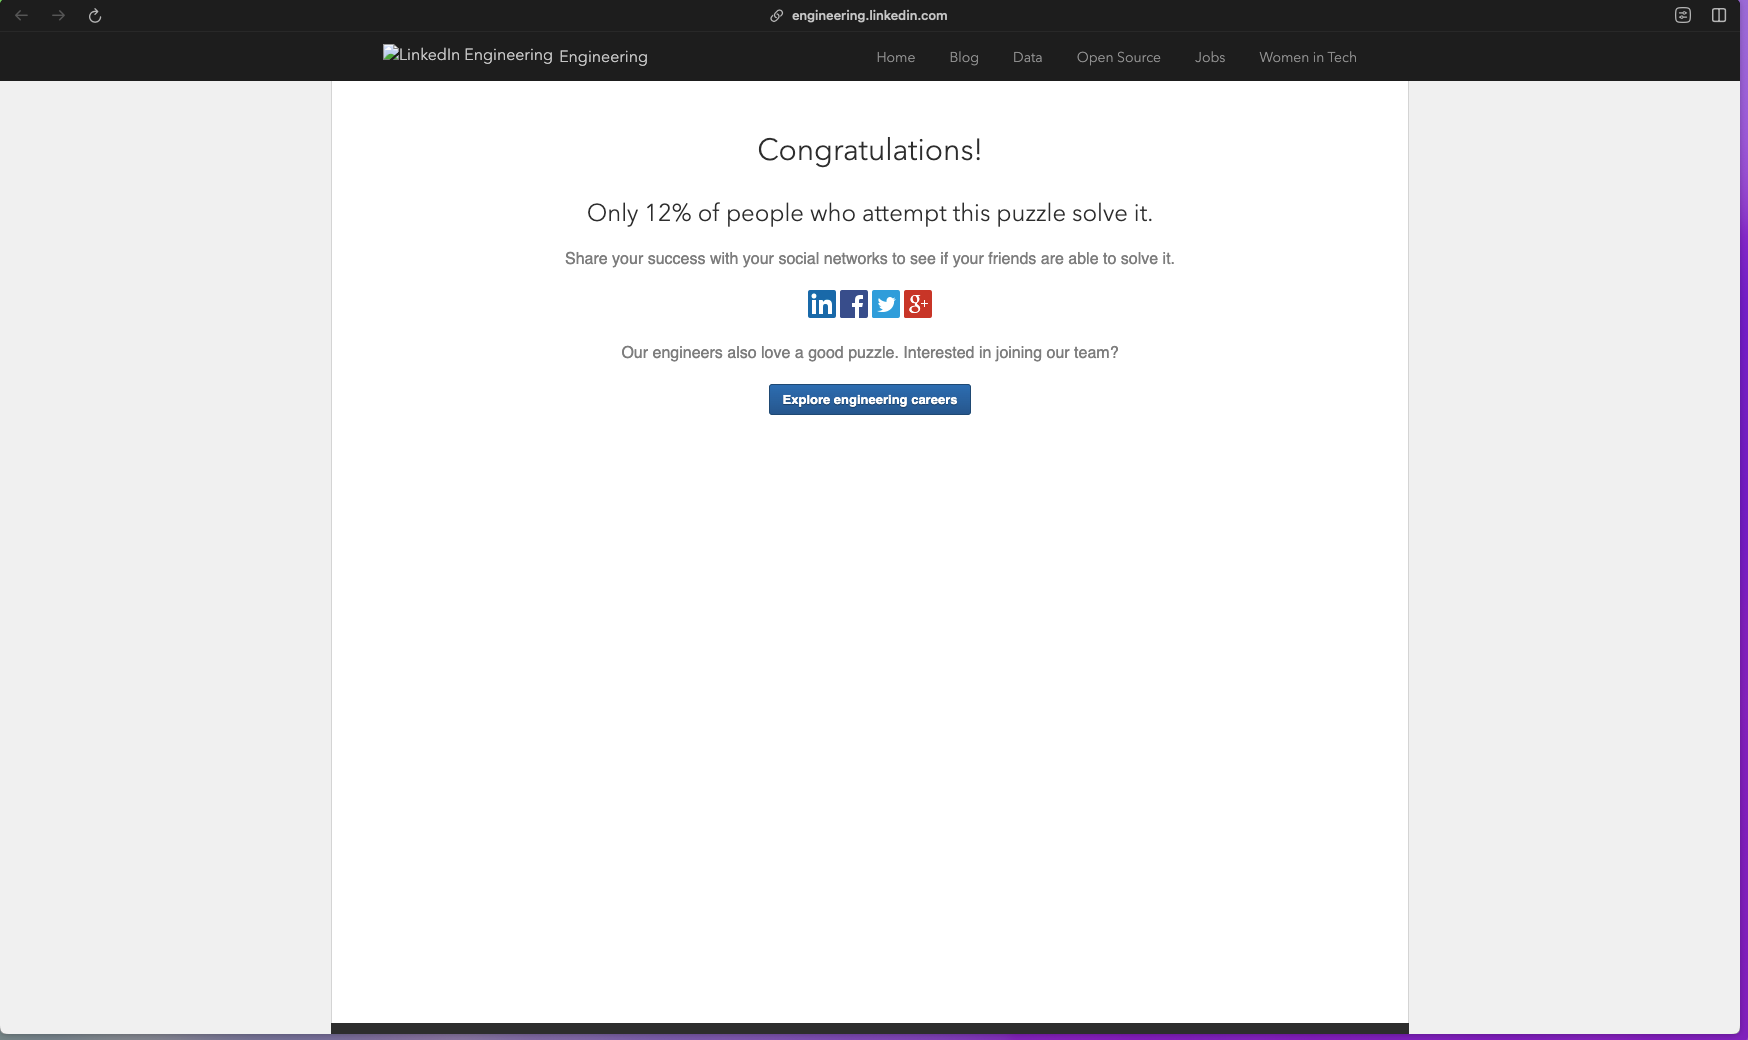 engineering.linkedin.com
LinkedIn Engineering Engineering Home Blog Data Open Source Jobs Women in Tech
Congratulations!
Only 12% of people who attempt this puzzle solve it.
Share your success with your social networks to see if your friends are able to solve it.
in f g+
Our engineers also love a good puzzle. Interested in joining our team?
Explore engineering careers